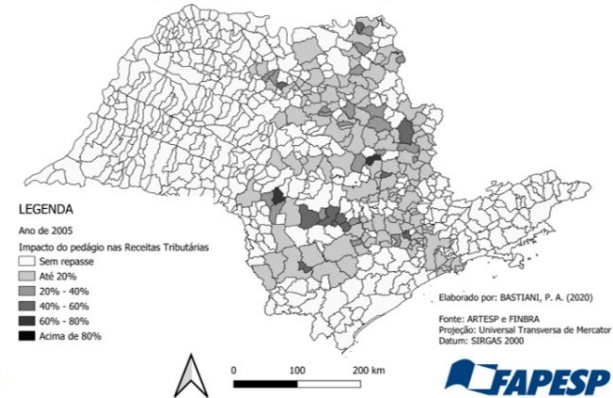 LEGENDA
Ano de 2005
Impacto do pedágio nas Receitas Tributárias
Sem repasse
Até 20%
20% - 40%
40% - 60%
60% - 80%
Acima de 80%
0 100 200 km
Elaborado por: BASTIANI, P. A. (2020)
Fonte: ARTESP e FINBRA
Projeção: Universal Transversa de Mercator
Datum: SIRGAS 2000
FAPESP